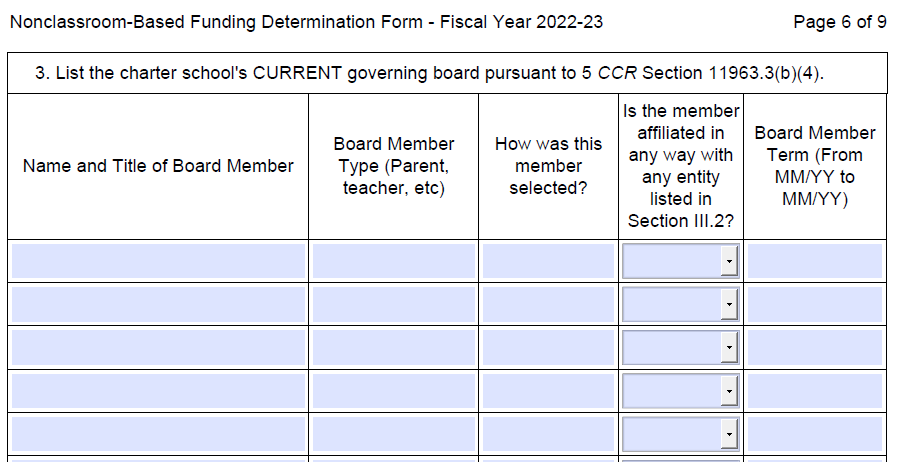 Nonclassroom-Based Funding Determination Form - Fiscal Year 2022-23 Page 6 of 9
3. List the charter school's CURRENT governing board pursuant to 5 CCR Section 11963.3(b)(4).
Name and Title of Board Member
Board Member
Type (Parent,
teacher, etc)
How was this
member
selected?
Is the member
affiliated in
any way with
any entity
listed in
Section III.2?
Board Member
Term (From
MM/YY to
MM/YY)